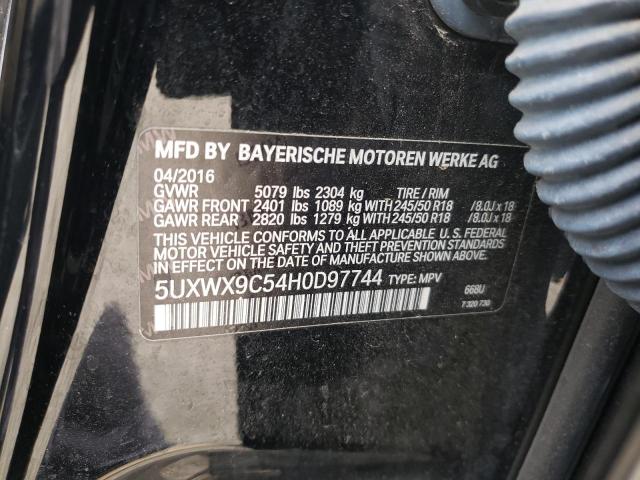 MFD BY BAYERISCHE MOTOREN WERKE AG
04/2016
GVWR 5079 lbs 2304 kg TIRE / RIM
GAWR FRONT 2401 lbs 1089 kg WITH 245/50 R18 /8.0J x 18
GAWR REAR 2820 lbs 1279 kg WITH 245/50 R18 /8.0J x 18
THIS VEHICLE CONFORMS TO ALL APPLICABLE U.S. FEDERAL
MOTOR VEHICLE SAFETY AND THEFT PREVENTION STANDARDS
IN EFFECT ON THE DATE OF MANUFACTURE SHOWN ABOVE.
5UXWX9C54H0D97744 TYPE: MPV 668U
7 320 730